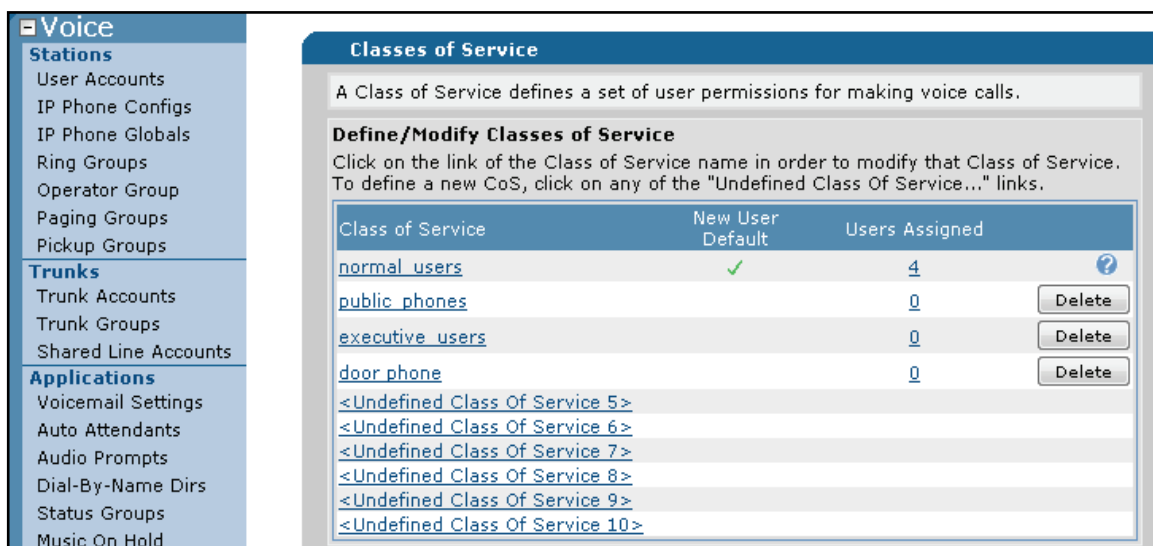 Voice
Stations
User Accounts
IP Phone Configs
IP Phone Globals
Ring Groups
Operator Group
Paging Groups
Pickup Groups
Trunks
Trunk Accounts
Trunk Groups
Shared Line Accounts
Applications
Voicemail Settings
Auto Attendants
Audio Prompts
Dial-By-Name Dirs
Status Groups
Music On Hold
Classes of Service
A Class of Service defines a set of user permissions for making voice calls.
Define/Modify Classes of Service
Click on the link of the Class of Service name in order to modify that Class of Service.
To define a new CoS, click on any of the "Undefined Class Of Service..." links.
Class of Service New User Default Users Assigned
normal_users ✓ 4 ?
public_phones 0 Delete
executive_users 0 Delete
door phone 0 Delete
<Undefined Class Of Service 5>
<Undefined Class Of Service 6>
<Undefined Class Of Service 7>
<Undefined Class Of Service 8>
<Undefined Class Of Service 9>
<Undefined Class Of Service 10>